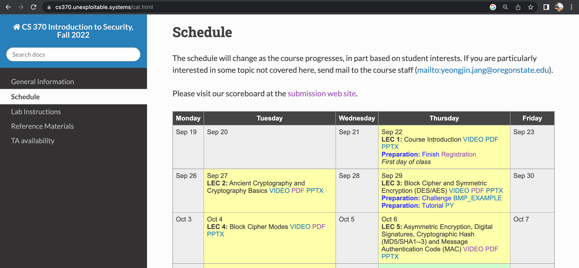 cs370.unexploitable.systems/cal.html
CS 370 Introduction to Security,
Fall 2022
Search docs
General Information
Schedule
Lab Instructions
Reference Materials
TA availability
Schedule
The schedule will change as the course progresses, in part based on student interests. If you are particularly
interested in some topic not covered here, send mail to the course staff (mailto:yeongjin.jang@oregonstate.edu).
Please visit our scoreboard at the submission web site.
Monday Tuesday Wednesday Thursday Friday
Sep 19
Sep 20
Sep 21
Sep 22
LEC 1: Course Introduction VIDEO PDF
PPTX
Preparation: Finish Registration
First day of class
Sep 23
Sep 26
Sep 27
LEC 2: Ancient Cryptography and
Cryptography Basics VIDEO PDF PPTX
Sep 28
Sep 29
LEC 3: Block Cipher and Symmetric
Encryption (DES/AES) VIDEO PDF PPTX
Preparation: Challenge BMP_EXAMPLE
Preparation: Tutorial PY
Sep 30
Oct 3
Oct 4
LEC 4: Block Cipher Modes VIDEO PDF
PPTX
Oct 5
Oct 6
LEC 5: Asymmetric Encryption, Digital
Signatures, Cryptographic Hash
(MD5/SHA1--3) and Message
Authentication Code (MAC) VIDEO PDF
PPTX
Oct 7